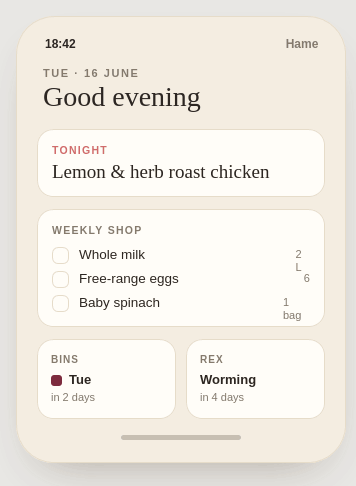 18:42 Hame
TUE · 16 JUNE
Good evening
TONIGHT
Lemon & herb roast chicken
WEEKLY SHOP
Whole milk 2 L
Free-range eggs 6
Baby spinach 1 bag
BINS
Tue
in 2 days
REX
Worming
in 4 days